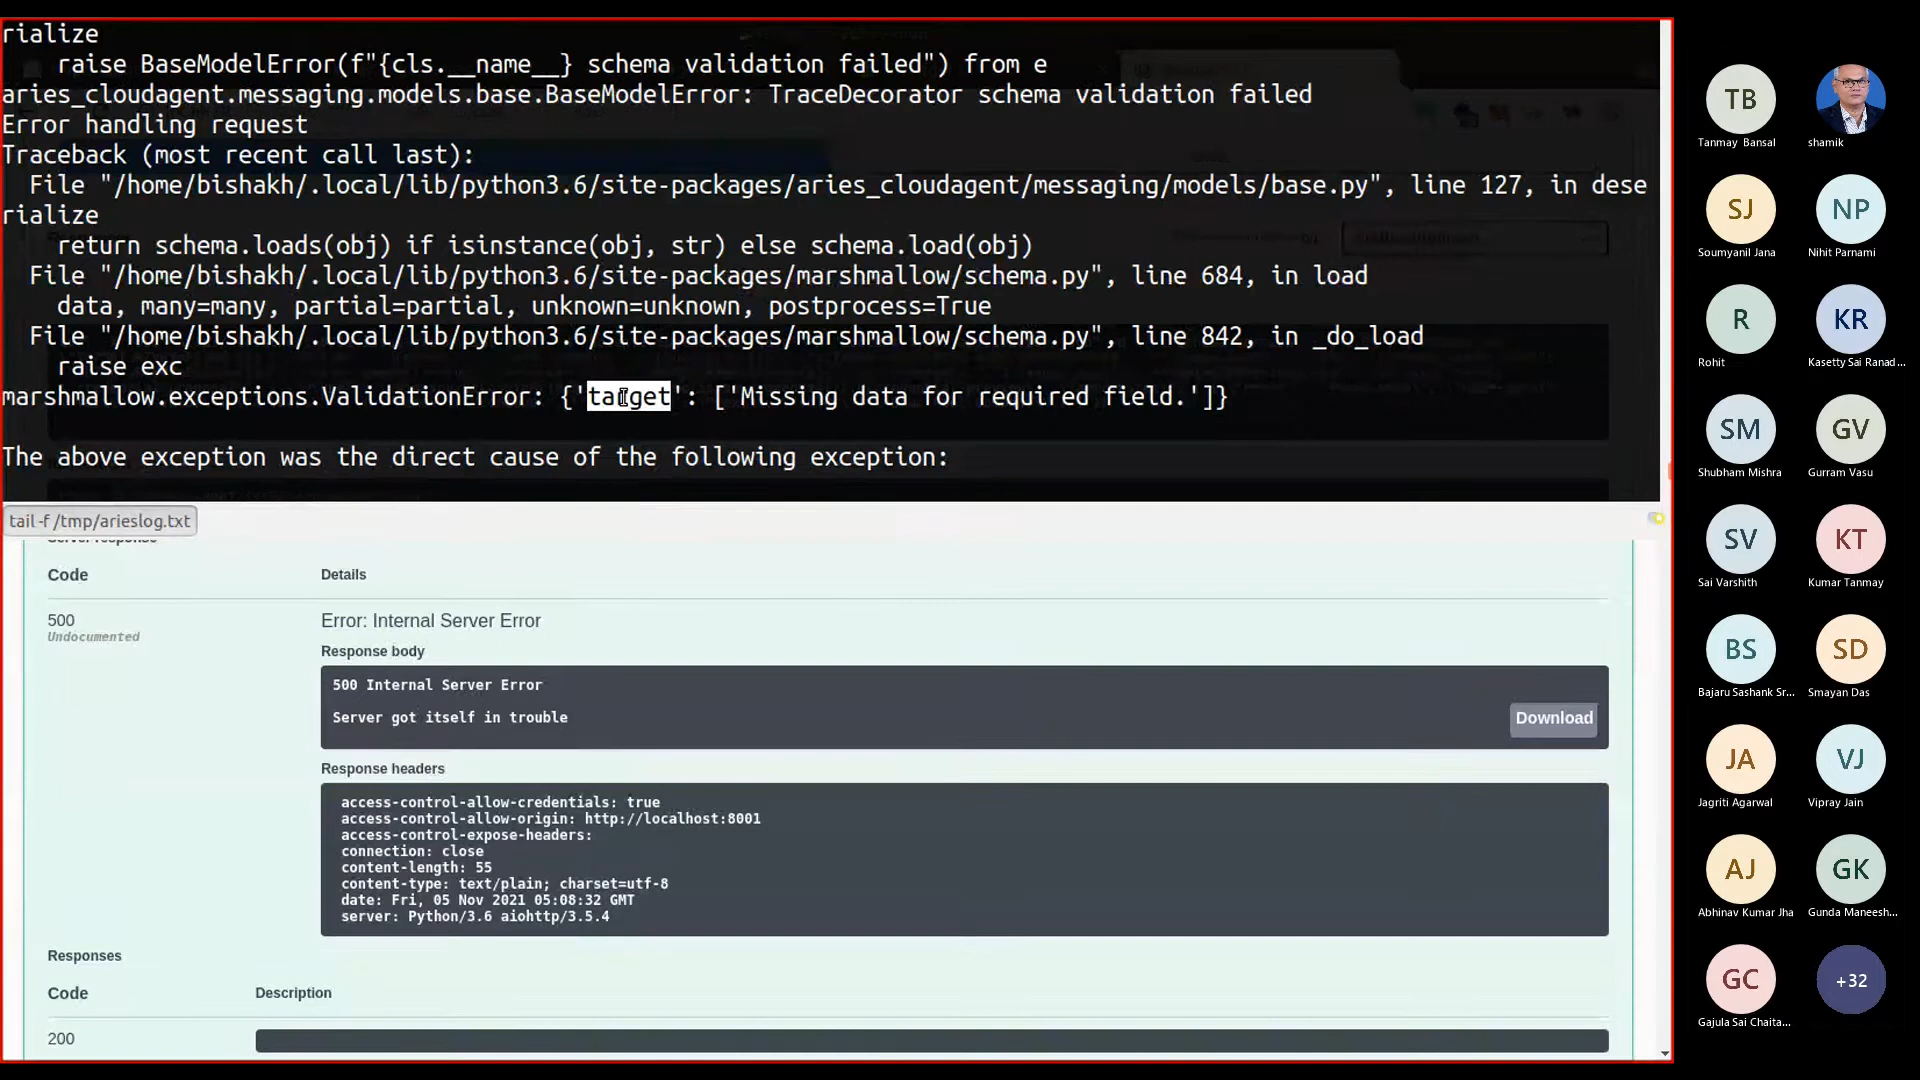 rialize
raise BaseModelError(f"{cls.__name__} schema validation failed") from e
aries_cloudagent.messaging.models.base.BaseModelError: TraceDecorator schema validation failed
Error handling request
Traceback (most recent call last):
File "/home/bishakh/.local/lib/python3.6/site-packages/aries_cloudagent/messaging/models/base.py", line 127, in dese
rialize
return schema.loads(obj) if isinstance(obj, str) else schema.load(obj)
File "/home/bishakh/.local/lib/python3.6/site-packages/marshmallow/schema.py", line 684, in load
data, many=many, partial=partial, unknown=unknown, postprocess=True
File "/home/bishakh/.local/lib/python3.6/site-packages/marshmallow/schema.py", line 842, in _do_load
raise exc
marshmallow.exceptions.ValidationError: {'target': ['Missing data for required field.']}
The above exception was the direct cause of the following exception:
tail -f /tmp/arieslog.txt
Server response
Code Details
500 Error: Internal Server Error
Undocumented
Response body
500 Internal Server Error
Server got itself in trouble
Download
Response headers
access-control-allow-credentials: true
access-control-allow-origin: http://localhost:8001
access-control-expose-headers:
connection: close
content-length: 55
content-type: text/plain; charset=utf-8
date: Fri, 05 Nov 2021 05:08:32 GMT
server: Python/3.6 aiohttp/3.5.4
Responses
Code Description
200
TB
Tanmay Bansal shamik
SJ NP
Soumyanil Jana Nihit Parnami
R KR
Rohit Kasetty Sai Ranad...
SM GV
Shubham Mishra Gurram Vasu
SV KT
Sai Varshith Kumar Tanmay
BS SD
Bajaru Sashank Sr... Smayan Das
JA VJ
Jagriti Agarwal Vipray Jain
AJ GK
Abhinav Kumar Jha Gunda Maneesh...
GC +32
Gajula Sai Chaita...